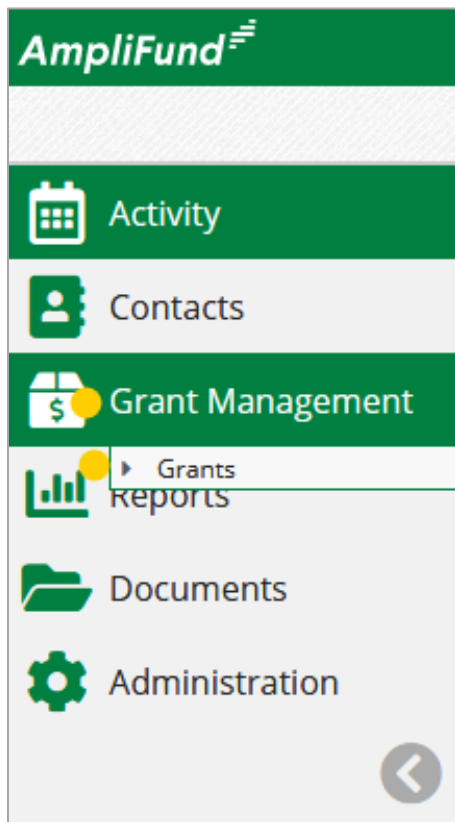 AmpliFund
Activity
Contacts
$ Grant Management
Grants
Reports
Documents
Administration